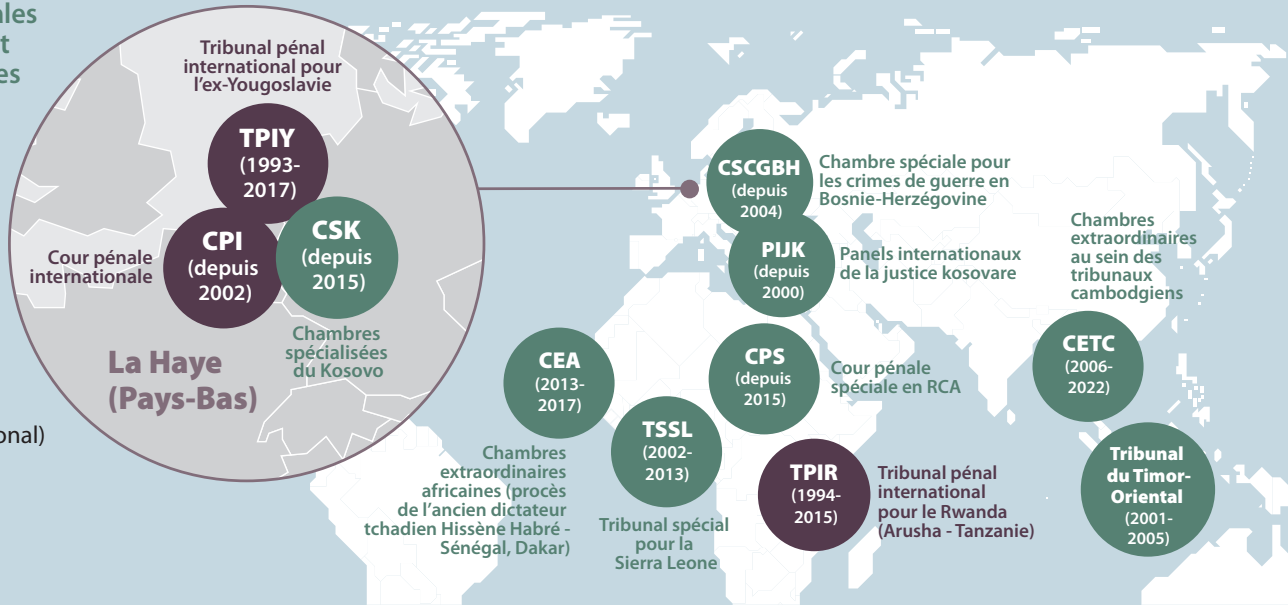 Tribunal pénal
international pour
l'ex-Yougoslavie
TPIY
(1993-
2017)
CPI
(depuis
2002)
Cour pénale
internationale
CSK
(depuis
2015)
Chambres
spécialisées
du Kosovo
La Haye
(Pays-Bas)
CSCGBH
(depuis
2004)
Chambre spéciale pour
les crimes de guerre en
Bosnie-Herzégovine
PIJK
(depuis
2000)
Panels internationaux
de la justice kosovare
Chambres
extraordinaires
au sein des
tribunaux
cambodgiens
CETC
(2006-
2022)
CEA
(2013-
2017)
Chambres
extraordinaires
africaines (procès
de l'ancien dictateur
tchadien Hissène Habré -
Sénégal, Dakar)
CPS
(depuis
2015)
Cour pénale
spéciale en RCA
TSSL
(2002-
2013)
Tribunal spécial
pour la
Sierra Leone
TPIR
(1994-
2015)
Tribunal pénal
international
pour le Rwanda
(Arusha - Tanzanie)
Tribunal
du Timor-
Oriental
(2001-
2005)